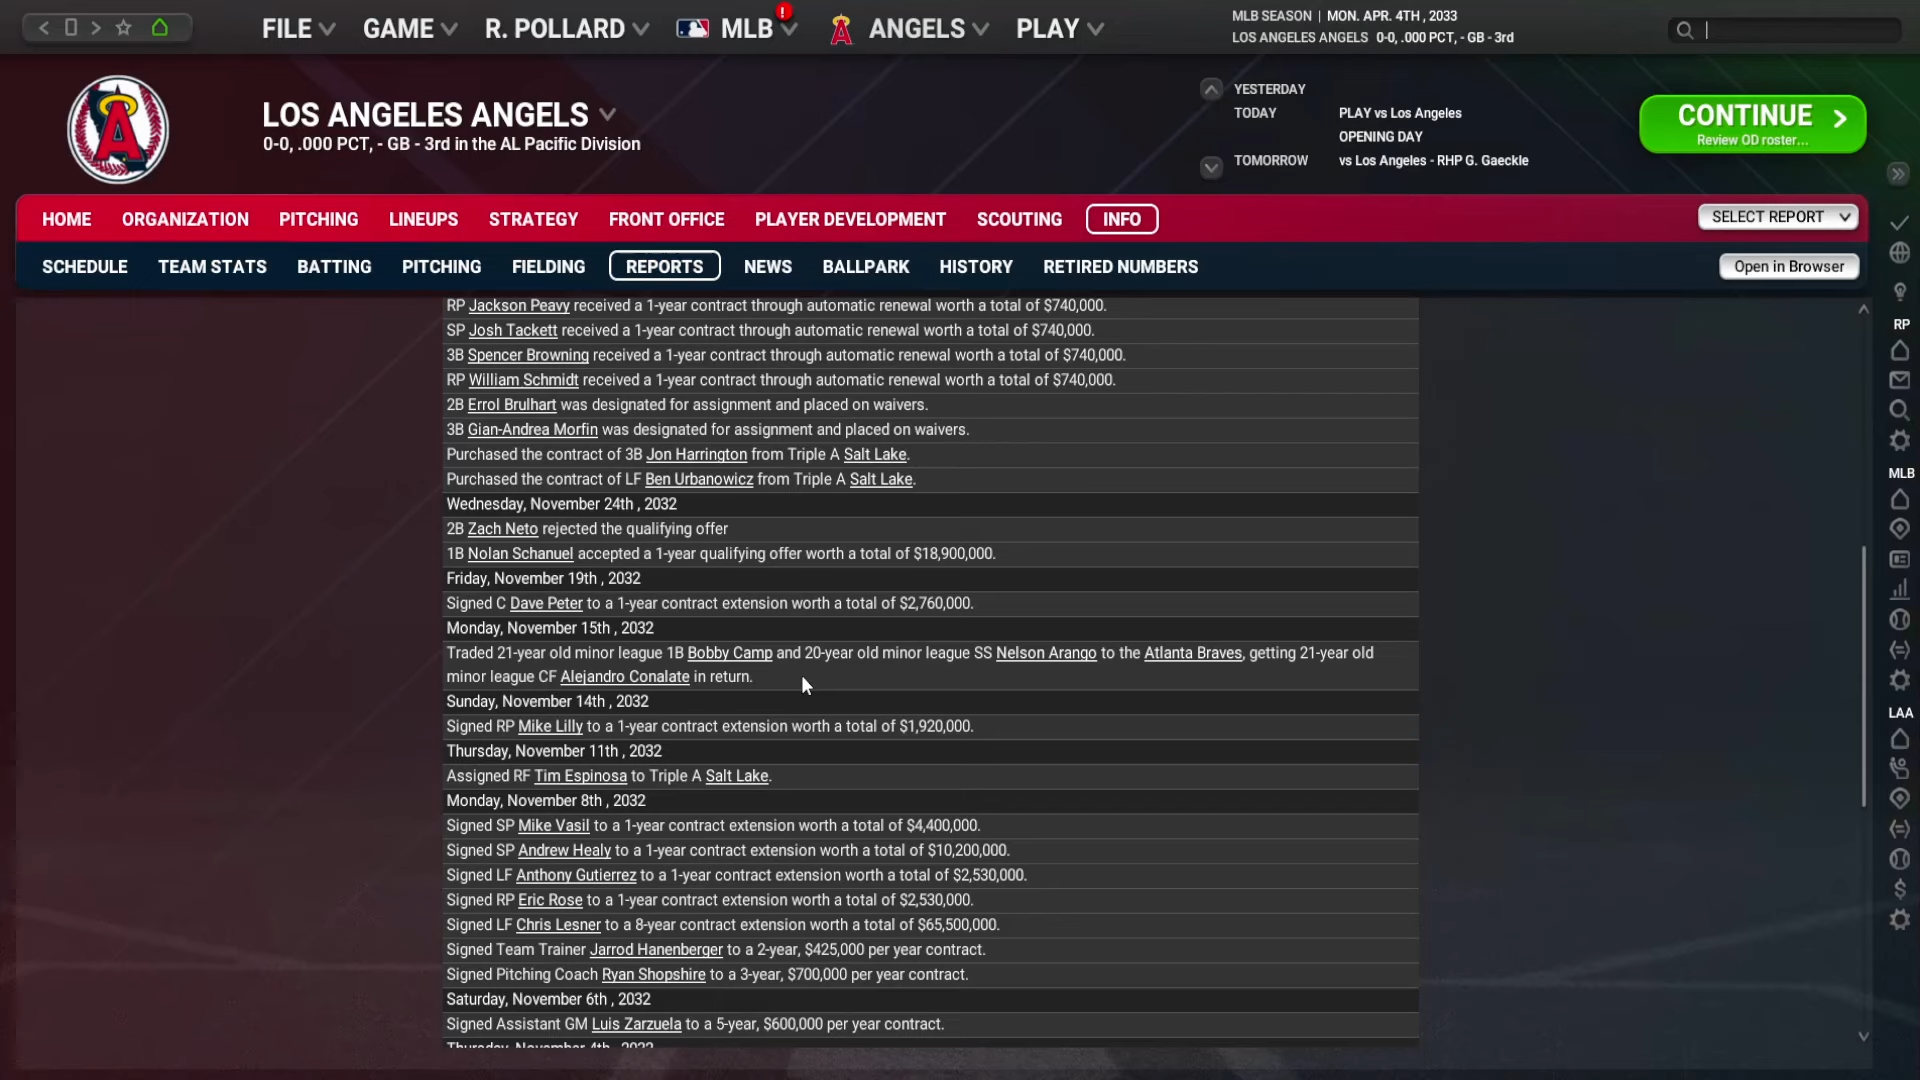 FILE
GAME
R. POLLARD
MLB
!
ANGELS
PLAY
MLB SEASON | MON. APR. 4TH , 2033
LOS ANGELES ANGELS 0-0, .000 PCT, - GB - 3rd
LOS ANGELES ANGELS
0-0, .000 PCT, - GB - 3rd in the AL Pacific Division
YESTERDAY
TODAY PLAY vs Los Angeles
OPENING DAY
TOMORROW vs Los Angeles - RHP G. Gaeckle
CONTINUE
Review OD roster...
HOME ORGANIZATION PITCHING LINEUPS STRATEGY FRONT OFFICE PLAYER DEVELOPMENT SCOUTING INFO
SELECT REPORT
SCHEDULE TEAM STATS BATTING PITCHING FIELDING REPORTS NEWS BALLPARK HISTORY RETIRED NUMBERS
Open in Browser
RP Jackson Peavy received a 1-year contract through automatic renewal worth a total of $740,000.
SP Josh Tackett received a 1-year contract through automatic renewal worth a total of $740,000.
3B Spencer Browning received a 1-year contract through automatic renewal worth a total of $740,000.
RP William Schmidt received a 1-year contract through automatic renewal worth a total of $740,000.
2B Errol Brulhart was designated for assignment and placed on waivers.
3B Gian-Andrea Morfin was designated for assignment and placed on waivers.
Purchased the contract of 3B Jon Harrington from Triple A Salt Lake.
Purchased the contract of LF Ben Urbanowicz from Triple A Salt Lake.
Wednesday, November 24th , 2032
2B Zach Neto rejected the qualifying offer
1B Nolan Schanuel accepted a 1-year qualifying offer worth a total of $18,900,000.
Friday, November 19th , 2032
Signed C Dave Peter to a 1-year contract extension worth a total of $2,760,000.
Monday, November 15th , 2032
Traded 21-year old minor league 1B Bobby Camp and 20-year old minor league SS Nelson Arango to the Atlanta Braves, getting 21-year old
minor league CF Alejandro Conalate in return.
Sunday, November 14th , 2032
Signed RP Mike Lilly to a 1-year contract extension worth a total of $1,920,000.
Thursday, November 11th , 2032
Assigned RF Tim Espinosa to Triple A Salt Lake.
Monday, November 8th , 2032
Signed SP Mike Vasil to a 1-year contract extension worth a total of $4,400,000.
Signed SP Andrew Healy to a 1-year contract extension worth a total of $10,200,000.
Signed LF Anthony Gutierrez to a 1-year contract extension worth a total of $2,530,000.
Signed RP Eric Rose to a 1-year contract extension worth a total of $2,530,000.
Signed LF Chris Lesner to a 8-year contract extension worth a total of $65,500,000.
Signed Team Trainer Jarrod Hanenberger to a 2-year, $425,000 per year contract.
Signed Pitching Coach Ryan Shopshire to a 3-year, $700,000 per year contract.
Saturday, November 6th , 2032
Signed Assistant GM Luis Zarzuela to a 5-year, $600,000 per year contract.
Thursday, November 4th , 2032
RP
MLB
LAA